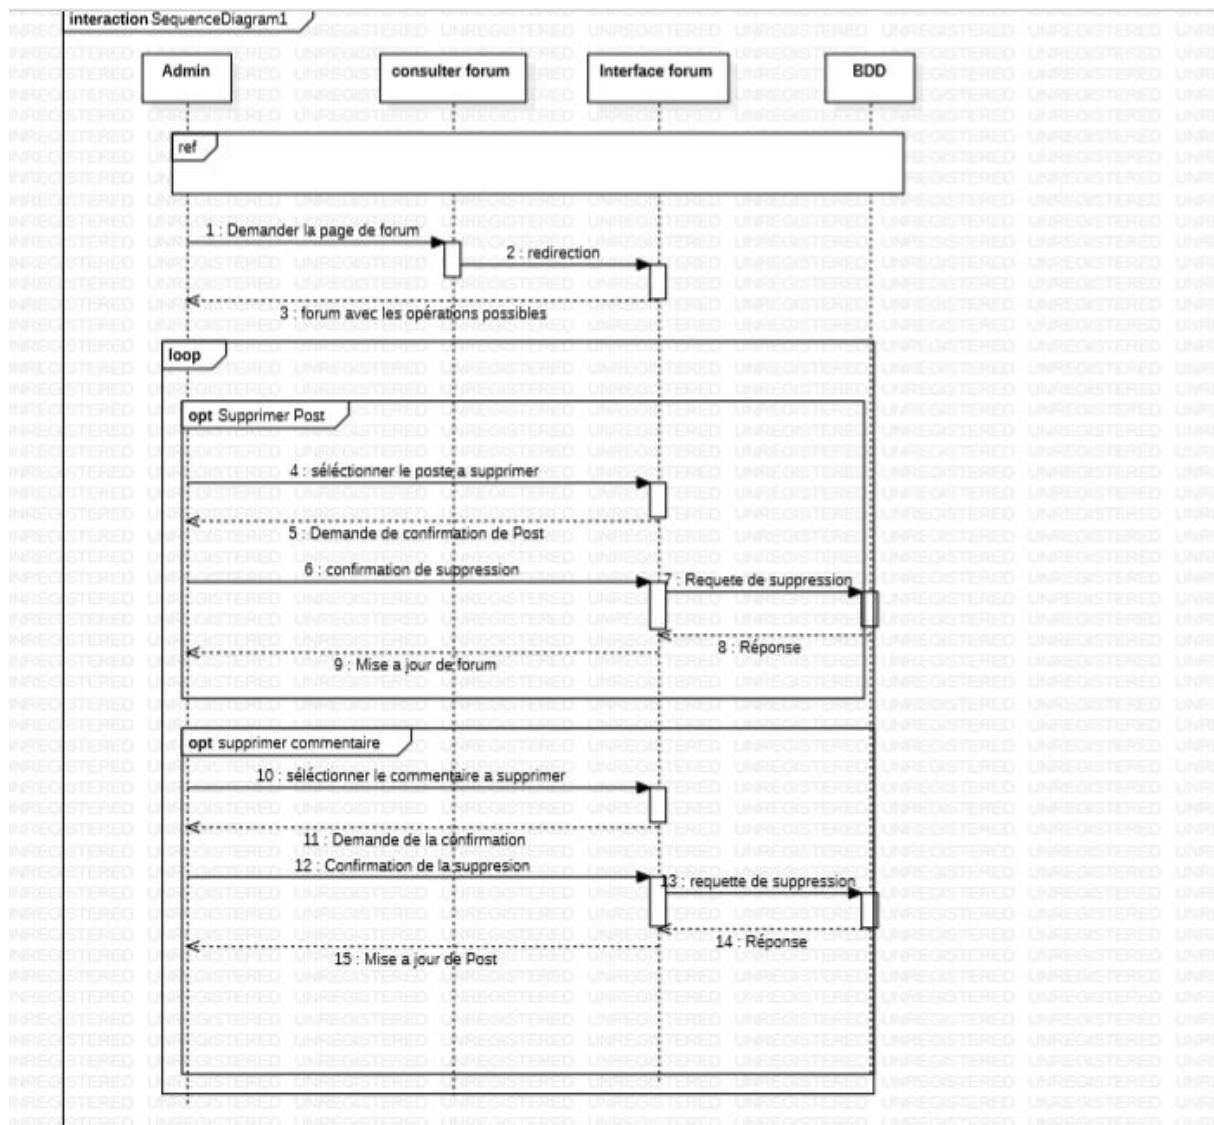 interaction SequenceDiagram1
Admin
consulter forum
Interface forum
BDD
ref
1 : Demander la page de forum
2 : redirection
3 : forum avec les opérations possibles
loop
opt Supprimer Post
4 : séléctionner le poste a supprimer
5 : Demande de confirmation de Post
6 : confirmation de suppression
7 : Requete de suppression
8 : Réponse
9 : Mise a jour de forum
opt supprimer commentaire
10 : séléctionner le commentaire a supprimer
11 : Demande de la confirmation
12 : Confirmation de la suppresion
13 : requette de suppression
14 : Réponse
15 : Mise a jour de Post
UNREGISTERED